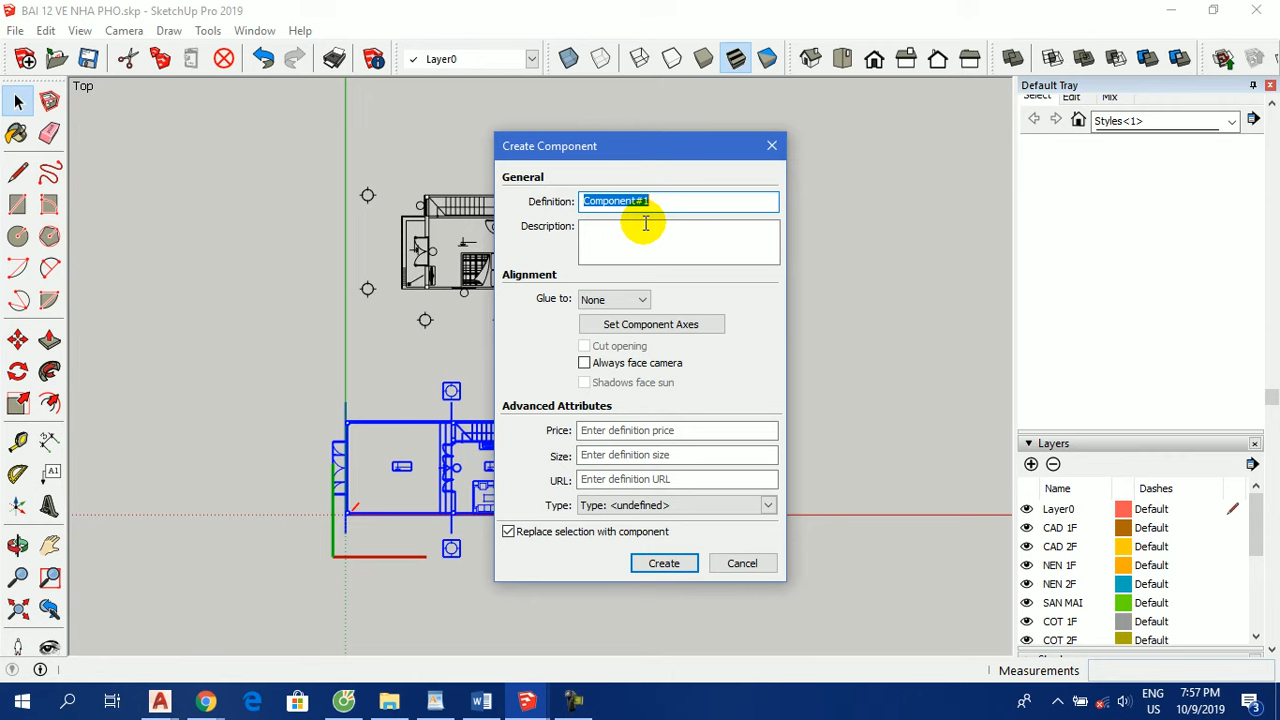 BAI 12 VE NHA PHO.skp - SketchUp Pro 2019
File Edit View Camera Draw Tools Window Help
Layer0
Top
Default Tray
Select Edit Mix
Styles<1>
Create Component
General
Definition: Component#1
Description:
Alignment
Glue to: None
Set Component Axes
Cut opening
Always face camera
Shadows face sun
Advanced Attributes
Price: Enter definition price
Size: Enter definition size
URL: Enter definition URL
Type: Type: <undefined>
Replace selection with component
Create Cancel
Layers
Name Dashes
Layer0 Default
CAD 1F Default
CAD 2F Default
NEN 1F Default
NEN 2F Default
SAN MAI Default
COT 1F Default
COT 2F Default
Measurements
ENG
US
7:57 PM
10/9/2019
3